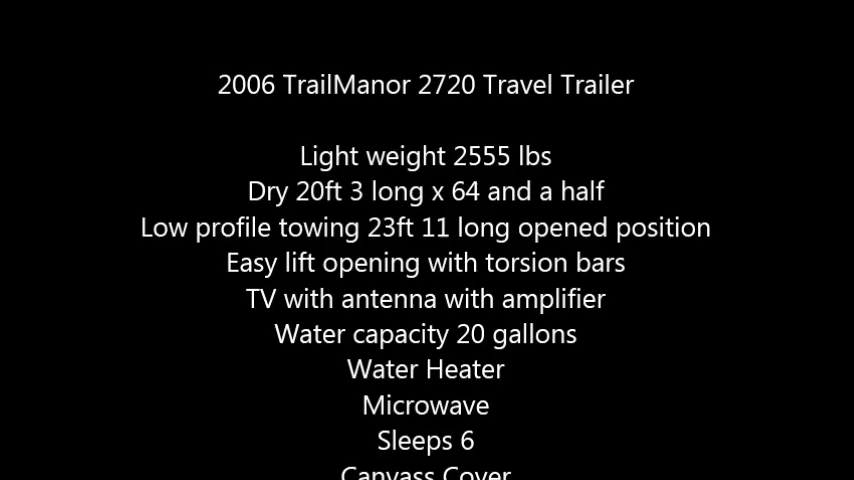 2006 TrailManor 2720 Travel Trailer
Light weight 2555 lbs
Dry 20ft 3 long x 64 and a half
Low profile towing 23ft 11 long opened position
Easy lift opening with torsion bars
TV with antenna with amplifier
Water capacity 20 gallons
Water Heater
Microwave
Sleeps 6
Canvass Cover